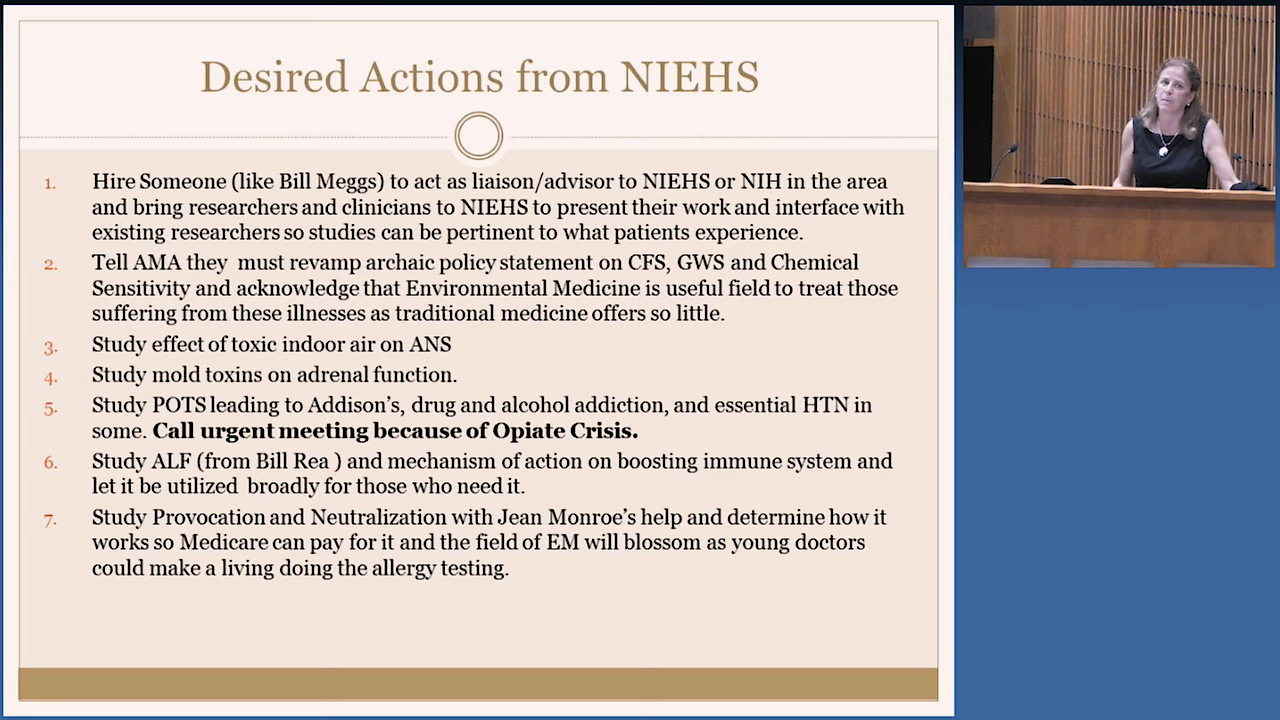 Desired Actions from NIEHS
1. Hire Someone (like Bill Meggs) to act as liaison/advisor to NIEHS or NIH in the area
and bring researchers and clinicians to NIEHS to present their work and interface with
existing researchers so studies can be pertinent to what patients experience.
2. Tell AMA they must revamp archaic policy statement on CFS, GWS and Chemical
Sensitivity and acknowledge that Environmental Medicine is useful field to treat those
suffering from these illnesses as traditional medicine offers so little.
3. Study effect of toxic indoor air on ANS
4. Study mold toxins on adrenal function.
5. Study POTS leading to Addison's, drug and alcohol addiction, and essential HTN in
some. Call urgent meeting because of Opiate Crisis.
6. Study ALF (from Bill Rea ) and mechanism of action on boosting immune system and
let it be utilized broadly for those who need it.
7. Study Provocation and Neutralization with Jean Monroe's help and determine how it
works so Medicare can pay for it and the field of EM will blossom as young doctors
could make a living doing the allergy testing.